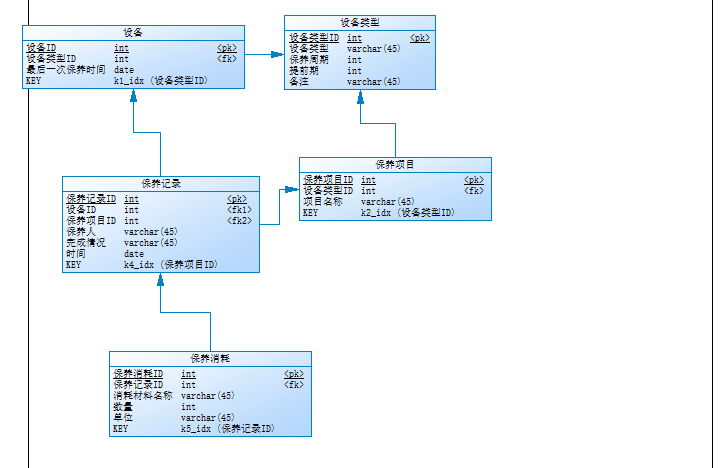 设备
设备ID int <pk>
设备类型ID int <fk>
最后一次保养时间 date
KEY k1_idx (设备类型ID)
设备类型
设备类型ID int <pk>
设备类型 varchar(45)
保养周期 int
提前期 int
备注 varchar(45)
保养记录
保养记录ID int <pk>
设备ID int <fk1>
保养项目ID int <fk2>
保养人 varchar(45)
完成情况 varchar(45)
时间 date
KEY k4_idx (保养项目ID)
保养项目
保养项目ID int <pk>
设备类型ID int <fk>
项目名称 varchar(45)
KEY k2_idx (设备类型ID)
保养消耗
保养消耗ID int <pk>
保养记录ID int <fk>
消耗材料名称 varchar(45)
数量 int
单位 varchar(45)
KEY k5_idx (保养记录ID)